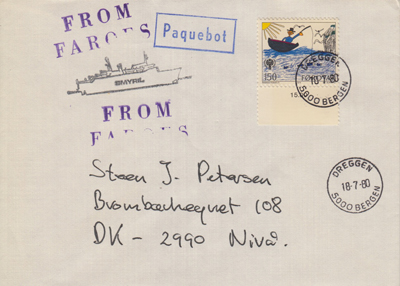 FROM
FAROES
Paquebot
SMYRIL
FROM
FAROES
150
DREGGEN
18-7-80
5000 BERGEN
DREGGEN
18-7-80
5000 BERGEN
Steen J. Petersen
108
DK - 2990 Nivå.